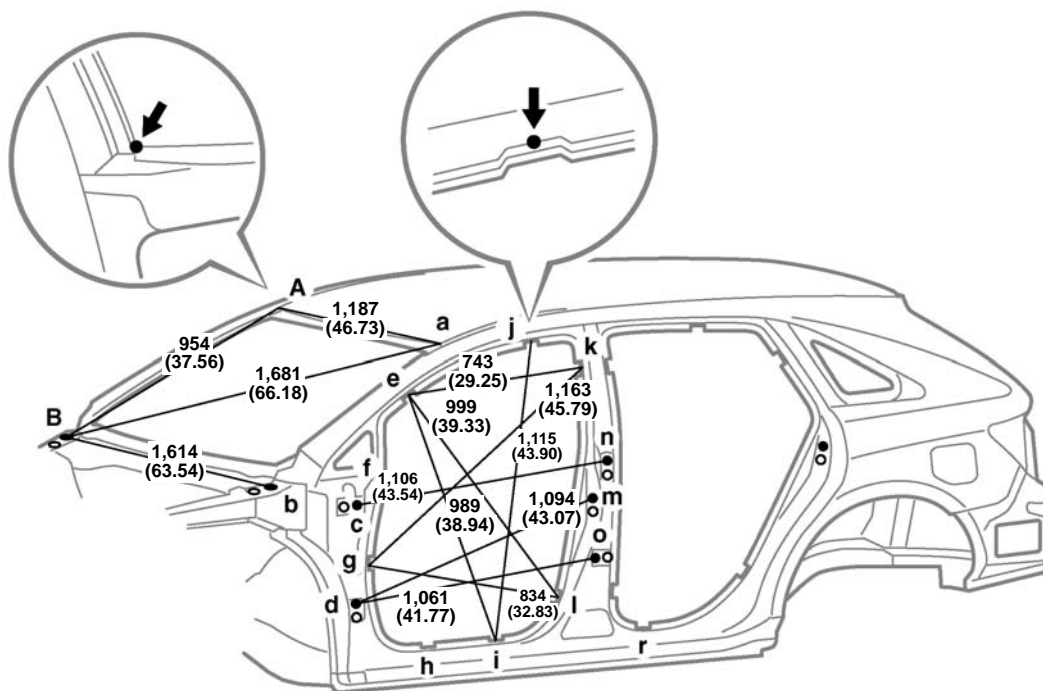 A
1,187
(46.73)
a
j
k
954
(37.56)
743
(29.25)
e
1,681
(66.18)
1,163
(45.79)
999
(39.33)
B
1,115
(43.90)
n
1,614
(63.54)
f
1,106
(43.54)
b
m
1,094
(43.07)
c
989
(38.94)
o
g
d
1,061
(41.77)
834
(32.83)
l
h
i
r